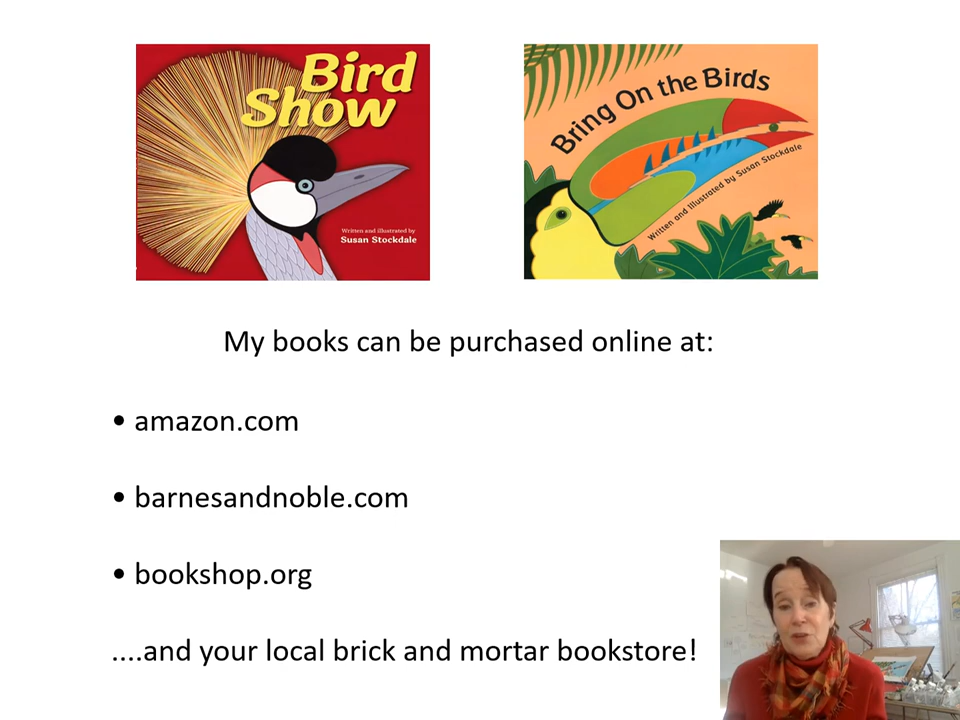 Bird
Show
Written and illustrated by
Susan Stockdale
Bring On the Birds
Written and Illustrated by Susan Stockdale
My books can be purchased online at:
• amazon.com
• barnesandnoble.com
• bookshop.org
....and your local brick and mortar bookstore!